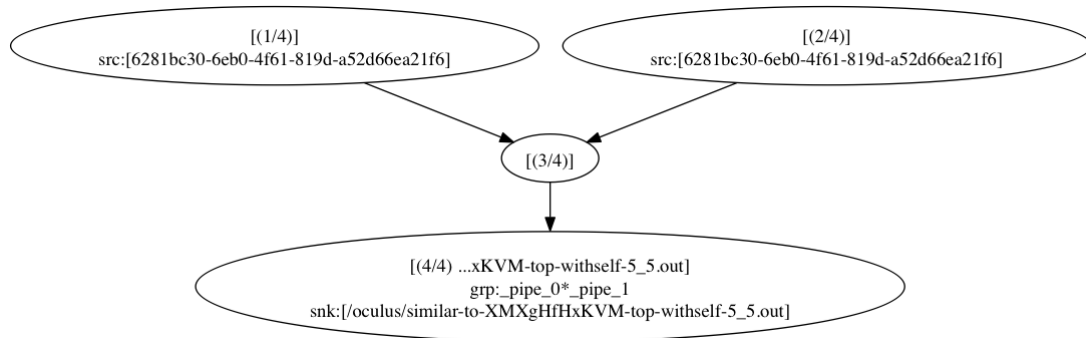 [(1/4)]
src:[6281bc30-6eb0-4f61-819d-a52d66ea21f6]
[(2/4)]
src:[6281bc30-6eb0-4f61-819d-a52d66ea21f6]
[(3/4)]
[(4/4) ...xKVM-top-withself-5_5.out]
grp:_pipe_0*_pipe_1
snk:[/oculus/similar-to-XMXgHfHxKVM-top-withself-5_5.out]